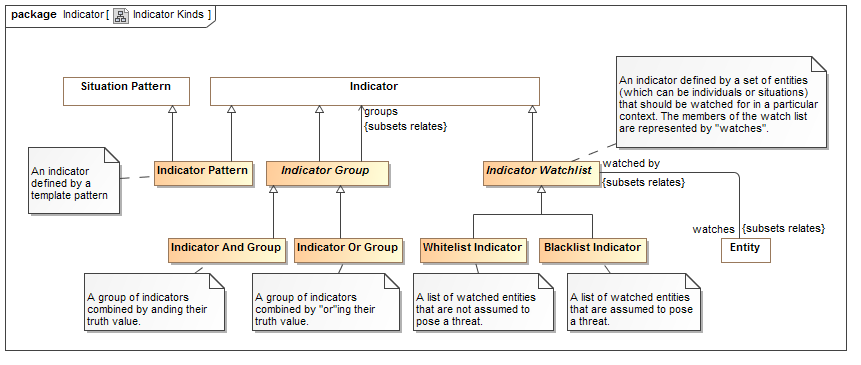 package Indicator [ Indicator Kinds ]
Situation Pattern
Indicator
An indicator defined by a set of entities
(which can be individuals or situations)
that should be watched for in a particular
context. The members of the watch list
are represented by "watches".
groups
{subsets relates}
An indicator
defined by a
template pattern
Indicator Pattern
Indicator Group
Indicator Watchlist
watched by
{subsets relates}
watches
{subsets relates}
Indicator And Group
Indicator Or Group
Whitelist Indicator
Blacklist Indicator
Entity
A group of indicators
combined by anding their
truth value.
A group of indicators
combined by "or"ing their
truth value.
A list of watched entities
that are not assumed to
pose a threat.
A list of watched entities
that are assumed to pose
a threat.